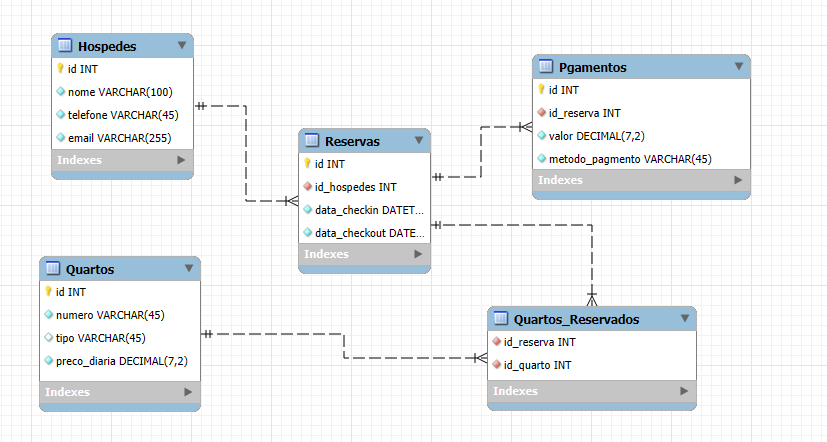 Hospedes
id INT
nome VARCHAR(100)
telefone VARCHAR(45)
email VARCHAR(255)
Indexes
Pgamentos
id INT
id_reserva INT
valor DECIMAL(7,2)
metodo_pagmento VARCHAR(45)
Indexes
Reservas
id INT
id_hospedes INT
data_checkin DATET...
data_checkout DATE...
Indexes
Quartos
id INT
numero VARCHAR(45)
tipo VARCHAR(45)
preco_diaria DECIMAL(7,2)
Indexes
Quartos_Reservados
id_reserva INT
id_quarto INT
Indexes